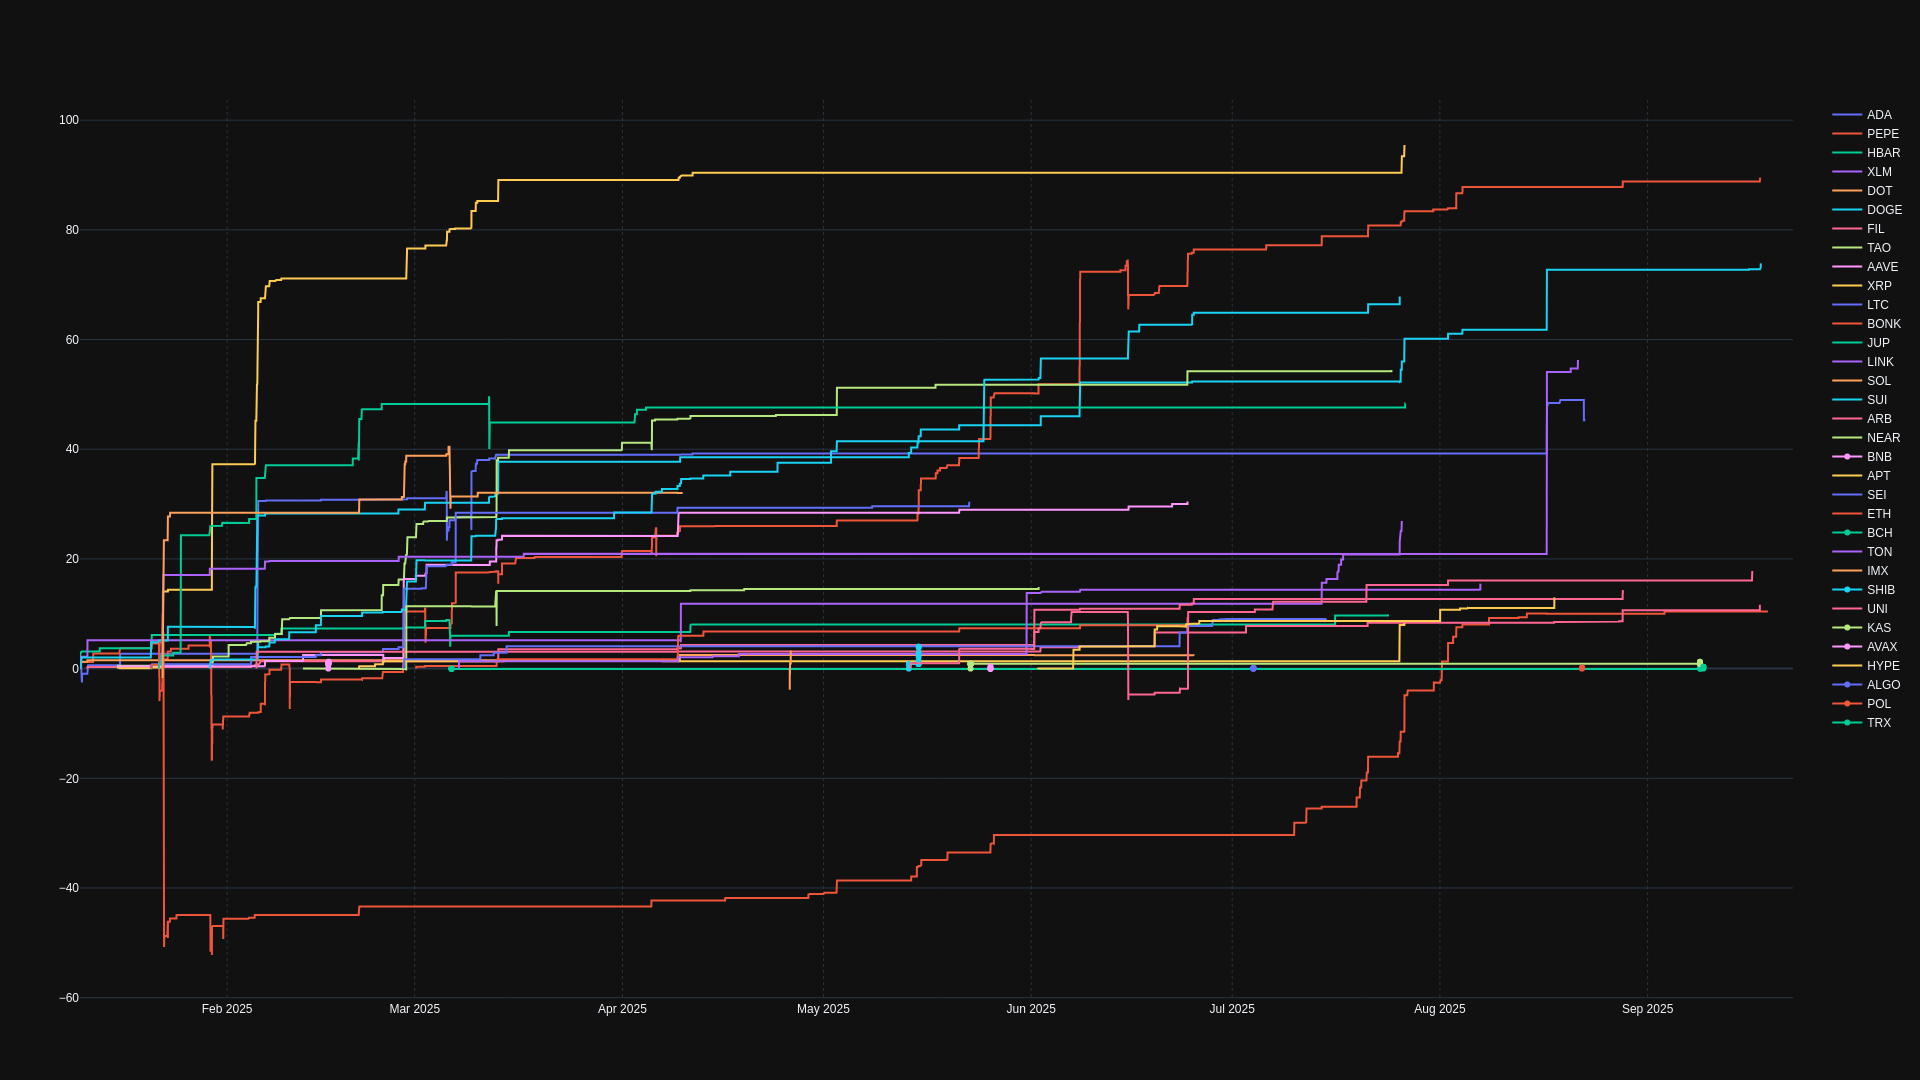 100
80
60
40
20
0
−20
−40
−60
Feb 2025
Mar 2025
Apr 2025
May 2025
Jun 2025
Jul 2025
Aug 2025
Sep 2025
ADA
PEPE
HBAR
XLM
DOT
DOGE
FIL
TAO
AAVE
XRP
LTC
BONK
JUP
LINK
SOL
SUI
ARB
NEAR
BNB
APT
SEI
ETH
BCH
TON
IMX
SHIB
UNI
KAS
AVAX
HYPE
ALGO
POL
TRX